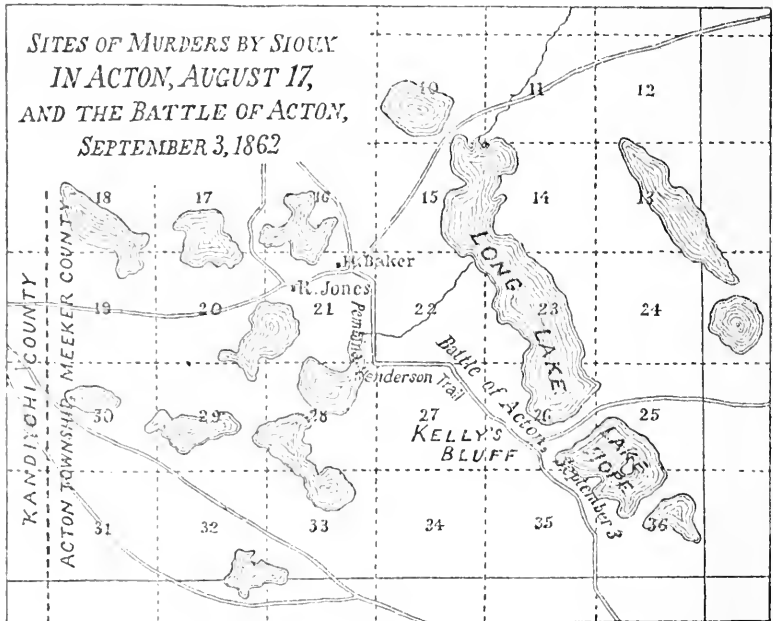 SITES OF MURDERS BY SIOUX
IN ACTON, AUGUST 17,
AND THE BATTLE OF ACTON,
SEPTEMBER 3, 1862
10
11
12
18
17
16
15
14
13
H. Baker
R. Jones
19
20
21
22
23
24
LONG LAKE
KANDIYOHI COUNTY
ACTON TOWNSHIP, MEEKER COUNTY
Pembina Henderson Trail
Battle of Acton, September 3
30
29
28
27
26
25
KELLY'S
BLUFF
LAKE
HOPE
31
32
33
34
35
36